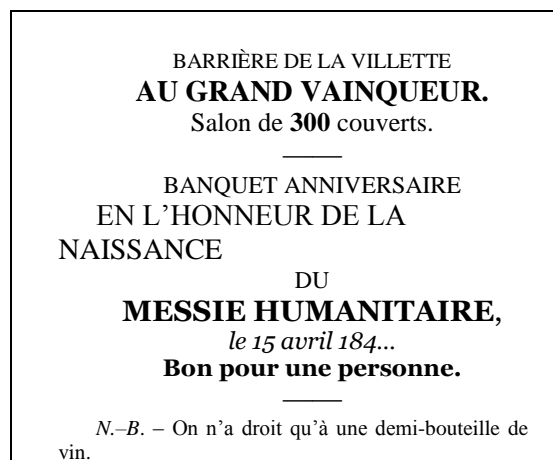 BARRIÈRE DE LA VILLETTE
AU GRAND VAINQUEUR.
Salon de 300 couverts.
BANQUET ANNIVERSAIRE
EN L'HONNEUR DE LA
NAISSANCE
DU
MESSIE HUMANITAIRE,
le 15 avril 184...
Bon pour une personne.
N.–B. – On n’a droit qu’à une demi-bouteille de
vin.